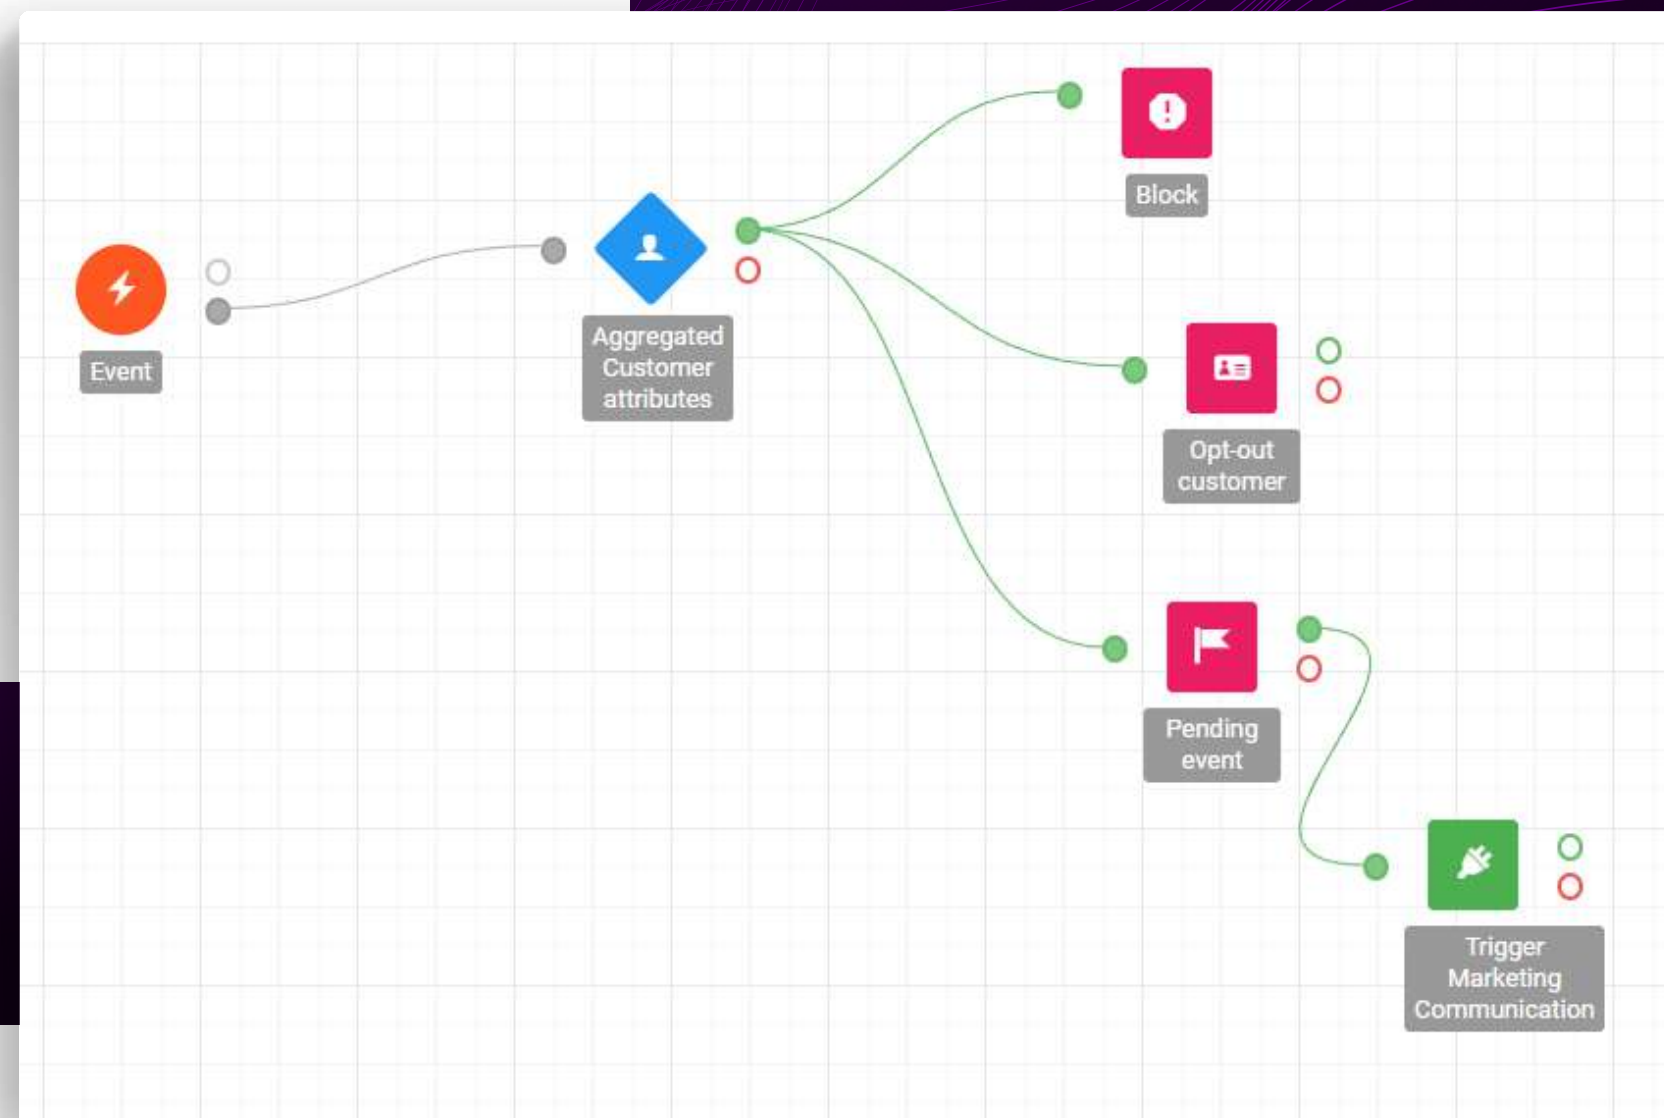 Block
Event
Aggregated
Customer
attributes
Opt-out
customer
Pending
event
Trigger
Marketing
Communication